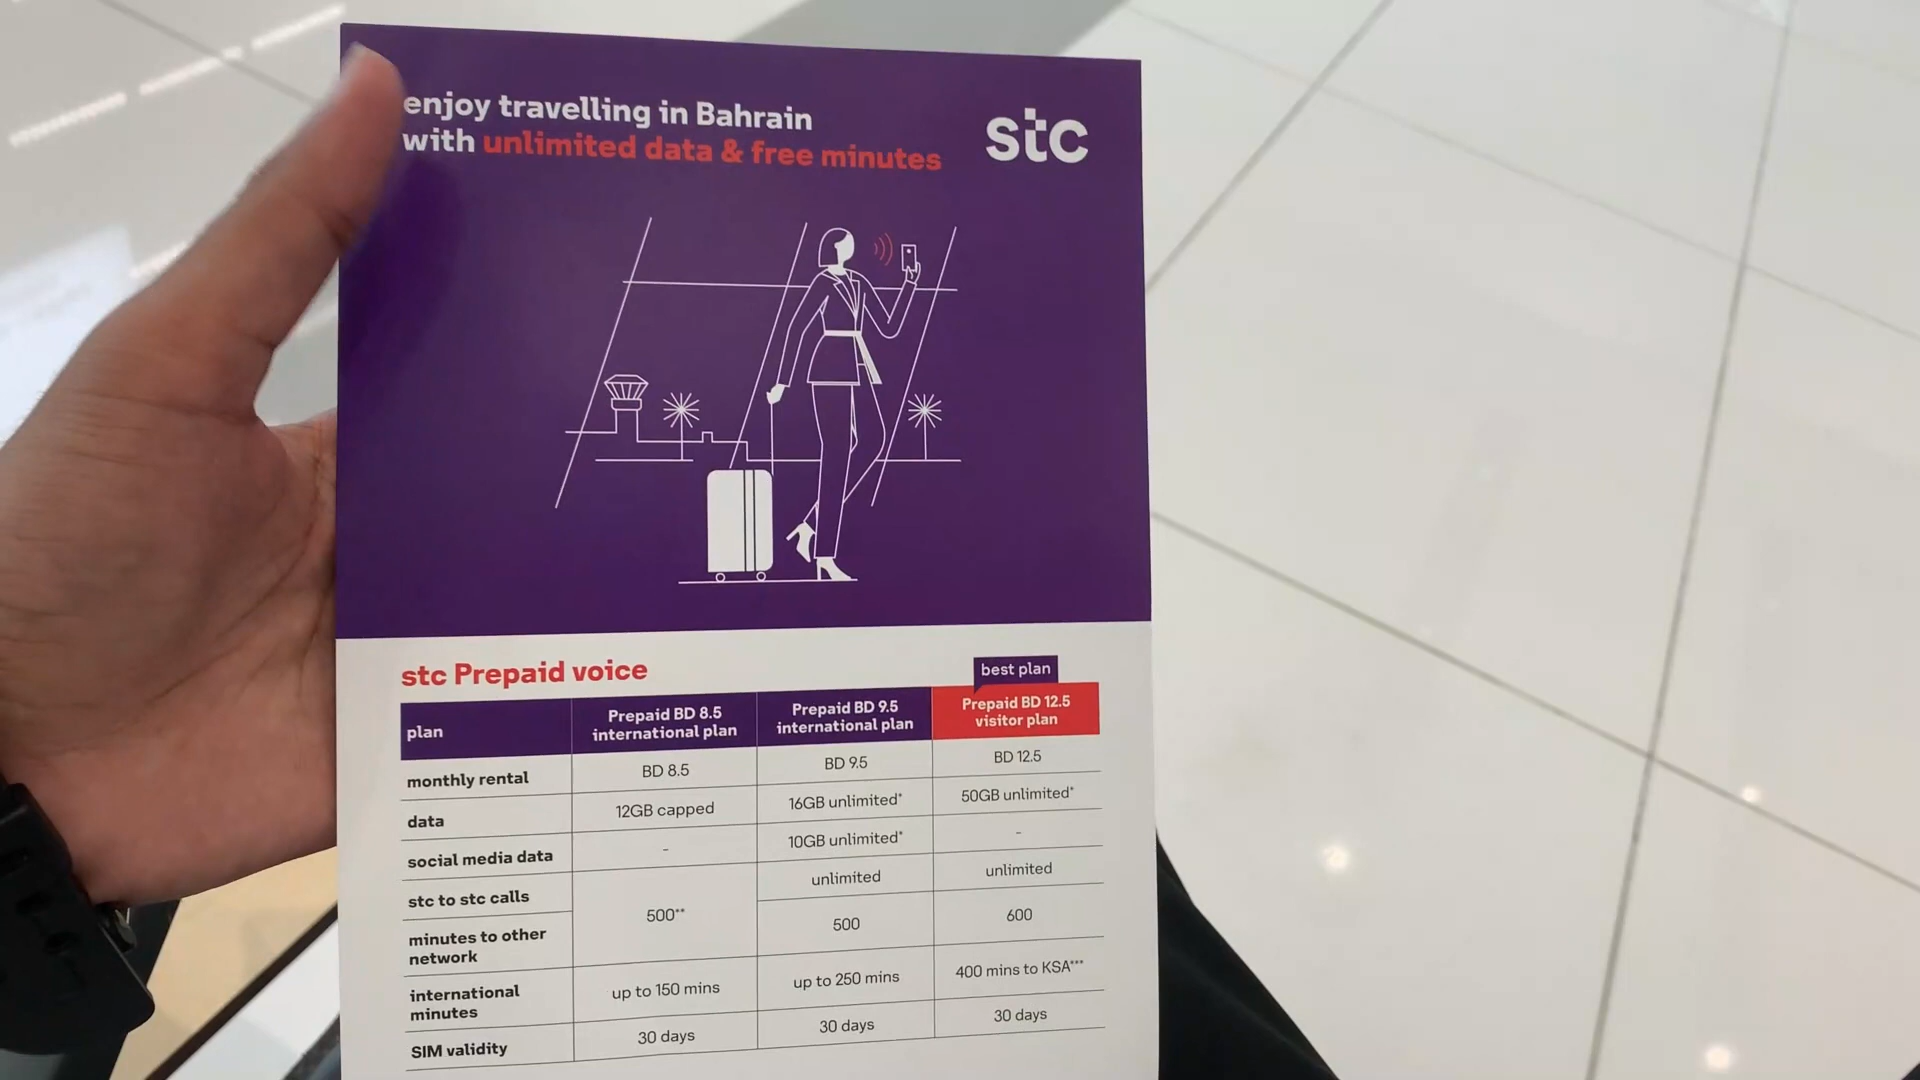 enjoy travelling in Bahrain
with unlimited data & free minutes
stc
stc Prepaid voice
best plan
plan
Prepaid BD 8.5
international plan
Prepaid BD 9.5
international plan
Prepaid BD 12.5
visitor plan
monthly rental
BD 8.5
BD 9.5
BD 12.5
data
12GB capped
16GB unlimited*
50GB unlimited*
social media data
-
10GB unlimited*
-
stc to stc calls
500**
unlimited
unlimited
minutes to other
network
500
600
international
minutes
up to 150 mins
up to 250 mins
400 mins to KSA***
SIM validity
30 days
30 days
30 days